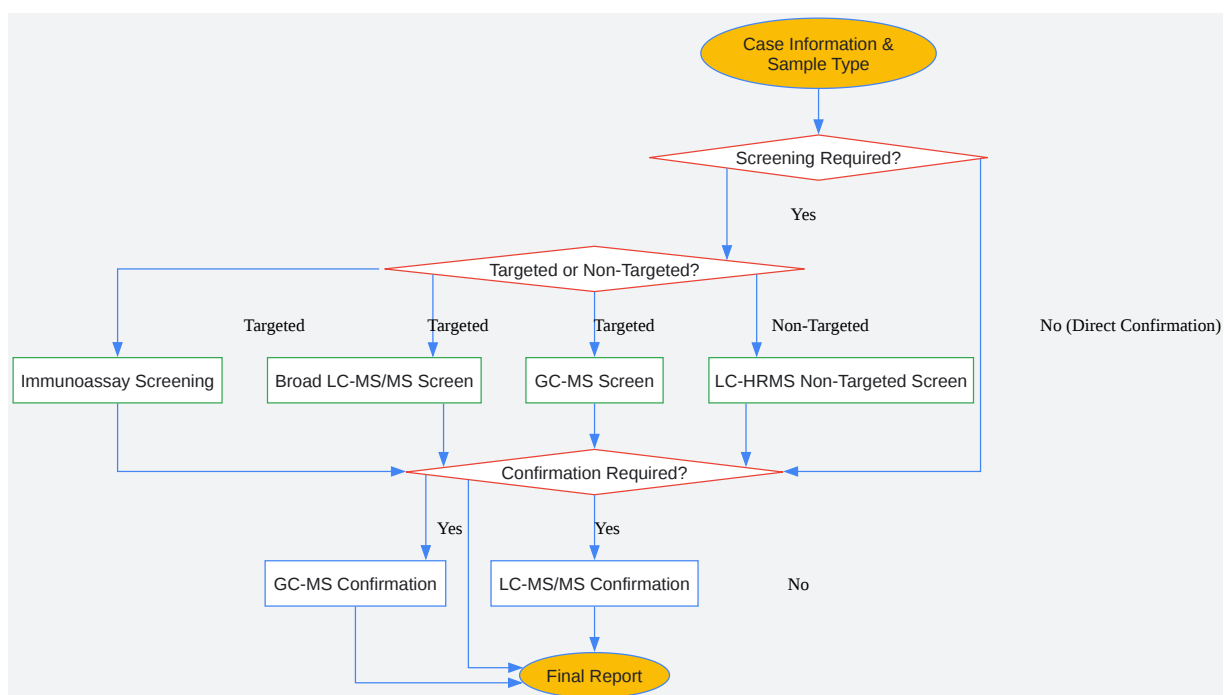 Case Information &
Sample Type
Screening Required?
Yes
Targeted or Non-Targeted?
Targeted
Targeted
Targeted
Non-Targeted
No (Direct Confirmation)
Immunoassay Screening
Broad LC-MS/MS Screen
GC-MS Screen
LC-HRMS Non-Targeted Screen
Confirmation Required?
Yes
Yes
GC-MS Confirmation
LC-MS/MS Confirmation
No
Final Report